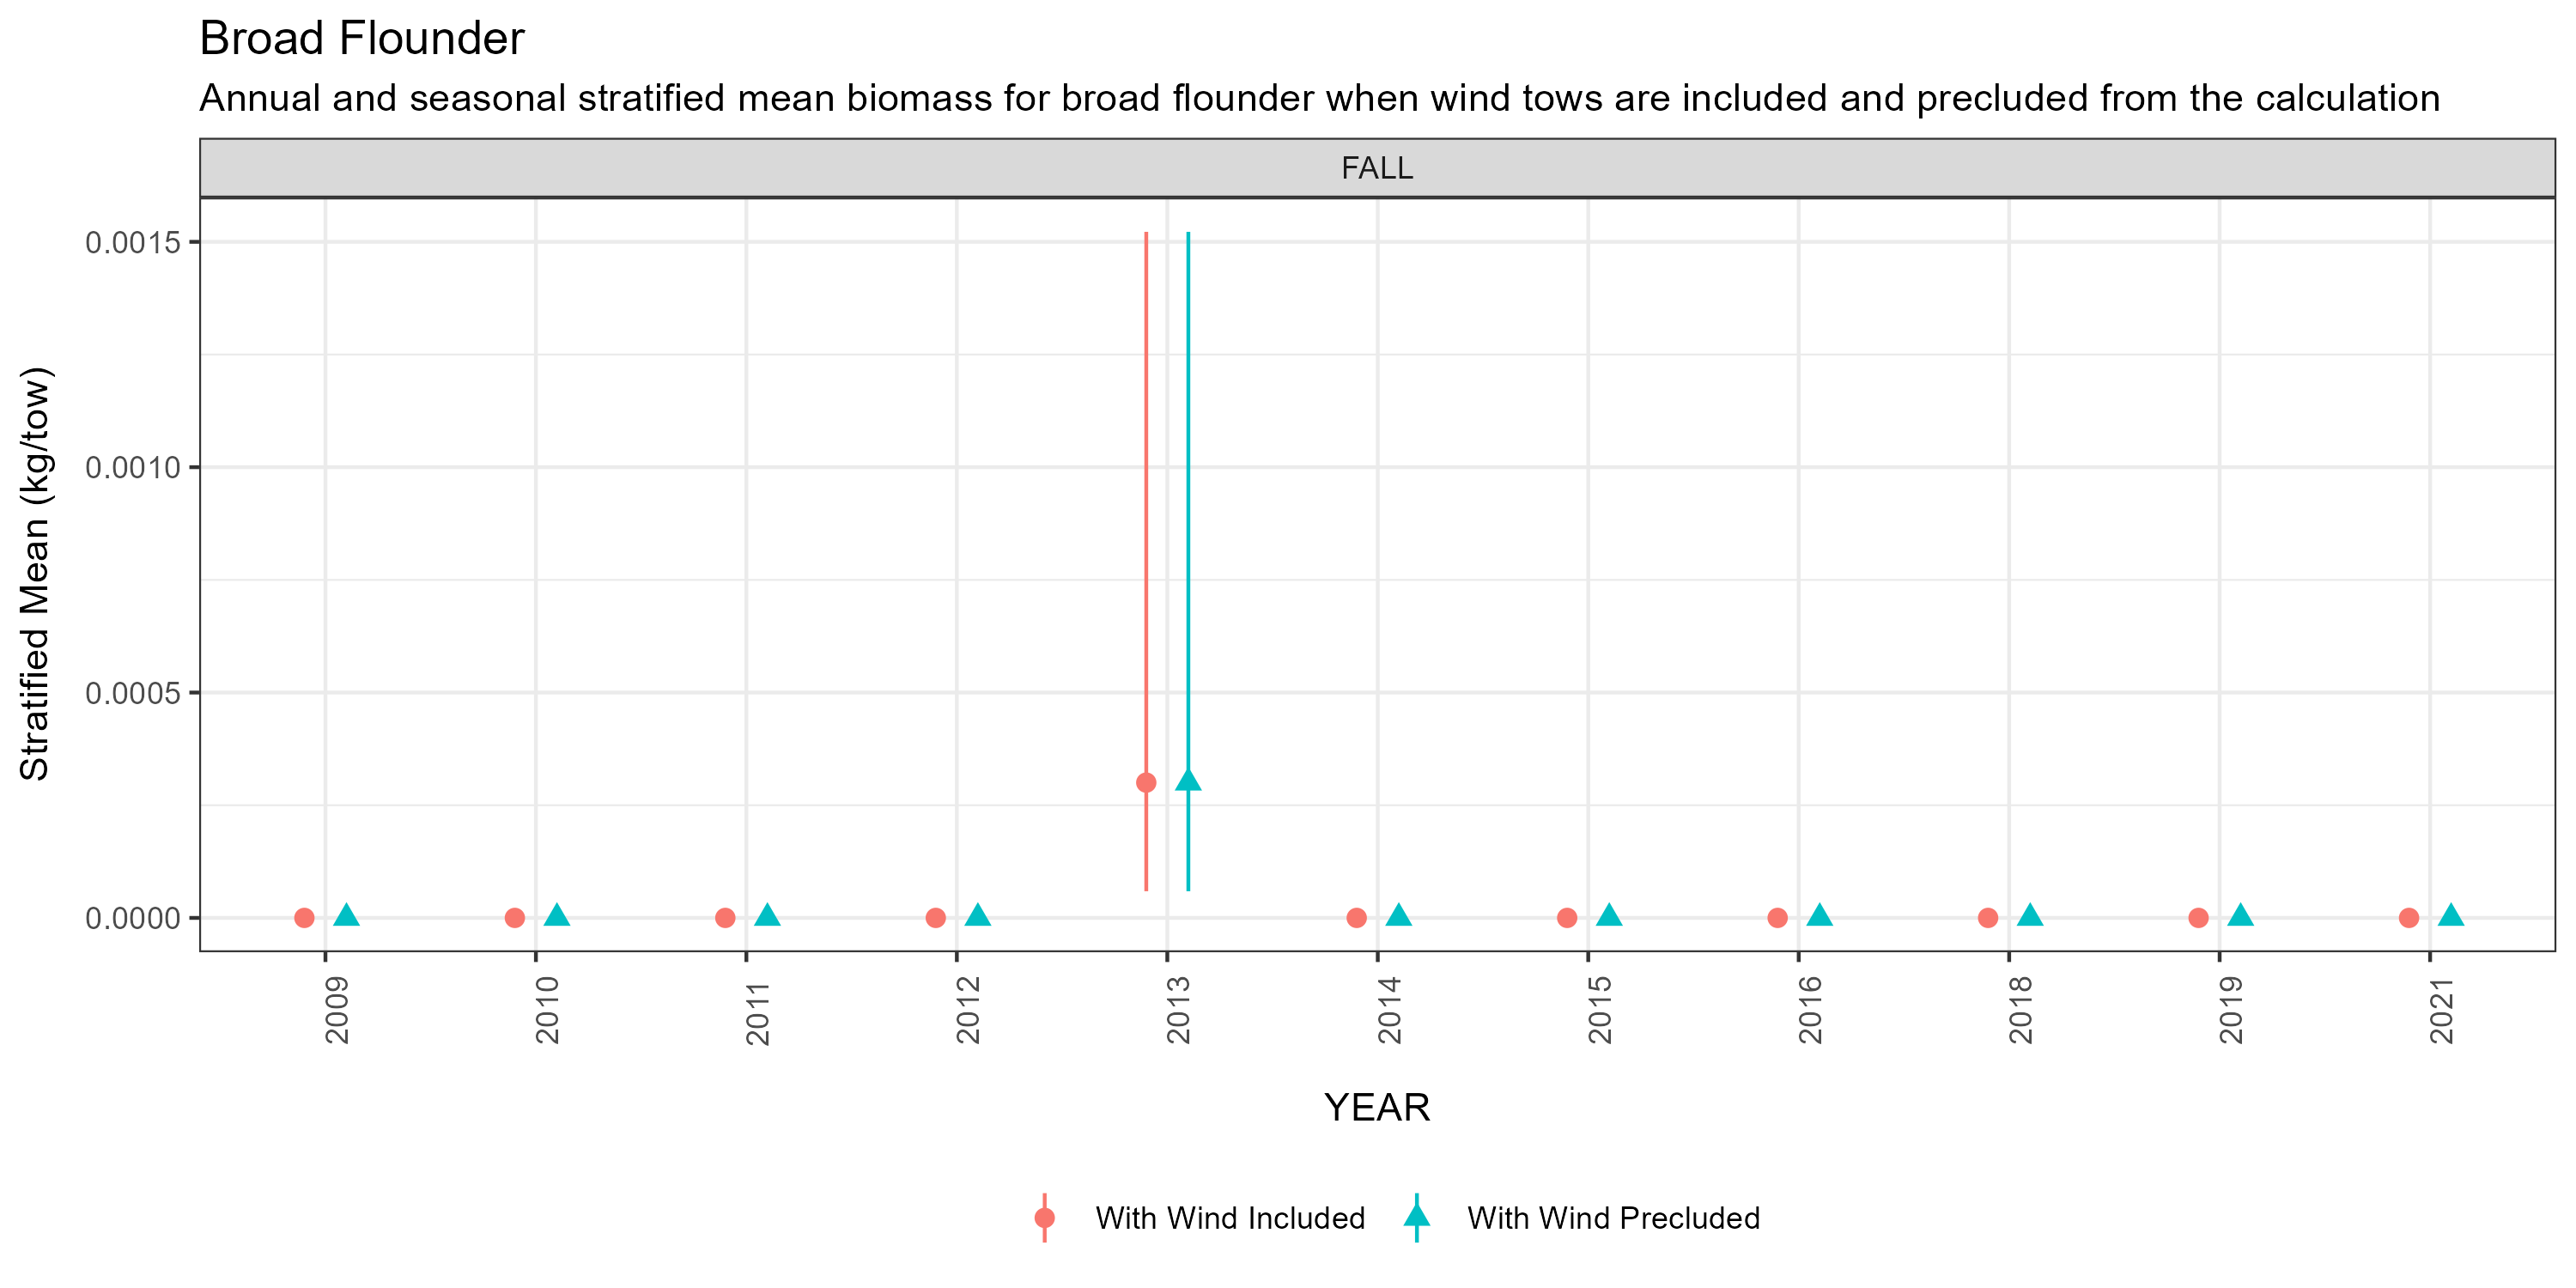 Broad Flounder
Annual and seasonal stratified mean biomass for broad flounder when wind tows are included and precluded from the calculation
FALL
Stratified Mean (kg/tow)
0.0015
0.0010
0.0005
0.0000
2009
2010
2011
2012
2013
2014
2015
2016
2018
2019
2021
YEAR
With Wind Included
With Wind Precluded